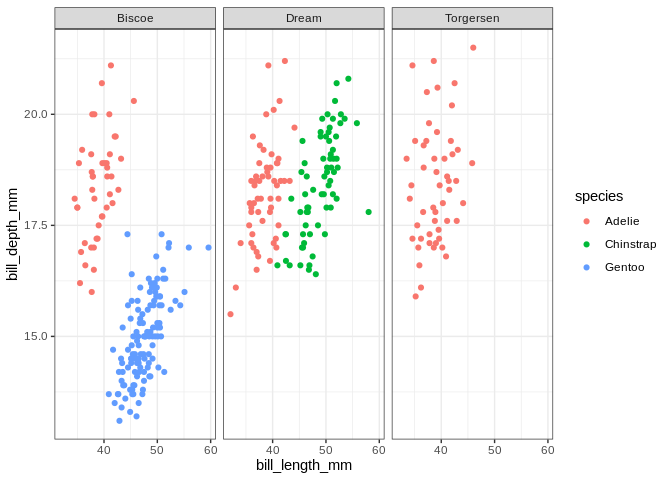 Biscoe Dream Torgersen
20.0
17.5
15.0
bill_depth_mm
40 50 60 40 50 60 40 50 60
bill_length_mm
species
Adelie
Chinstrap
Gentoo